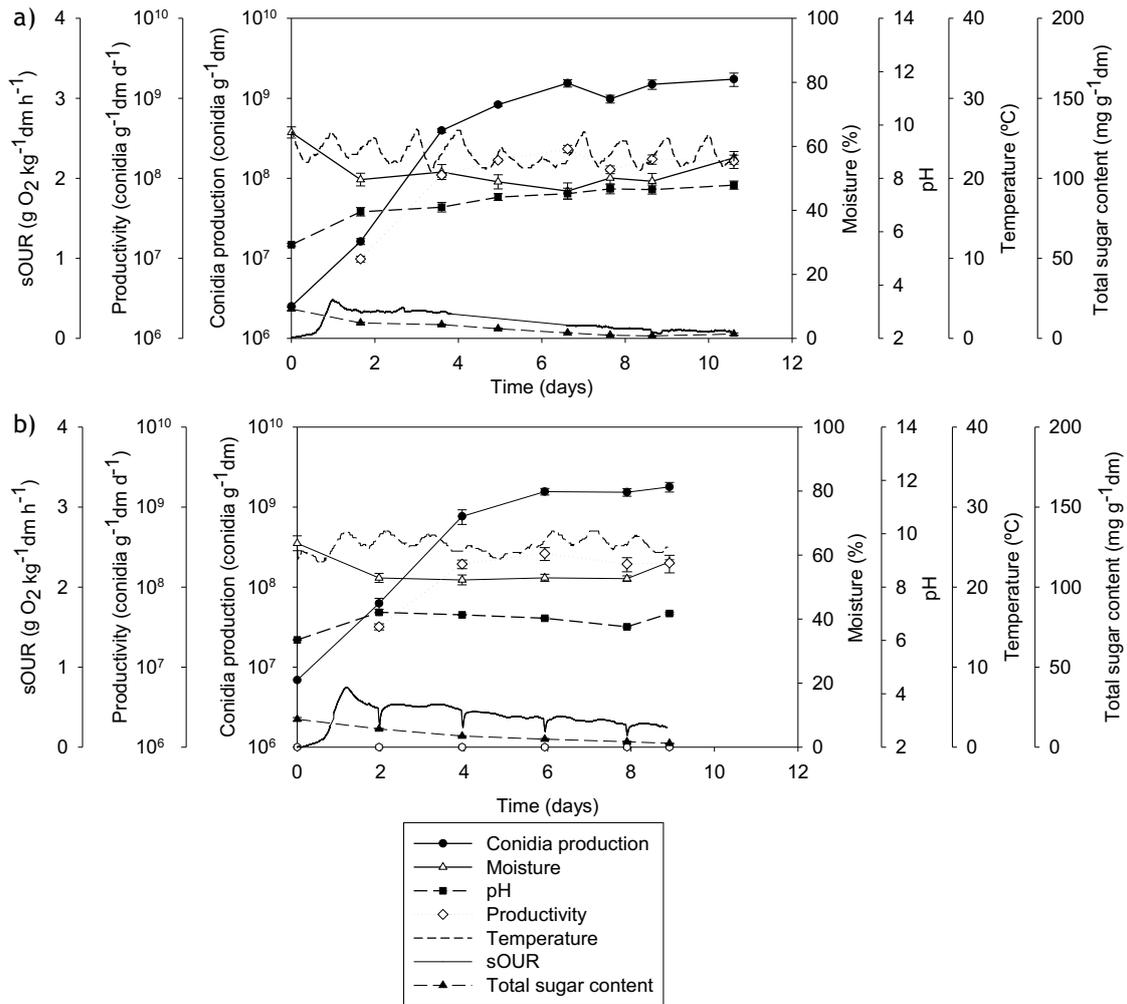 a)
4
3
2
1
0
sOUR (g O2 kg-1dm h-1)
10^10
10^9
10^8
10^7
10^6
Productivity (conidia g-1dm d-1)
10^10
10^9
10^8
10^7
10^6
Conidia production (conidia g-1dm)
0 2 4 6 8 10 12
Time (days)
100
80
60
40
20
0
Moisture (%)
14
12
10
8
6
4
2
pH
40
30
20
10
0
Temperature (ºC)
200
150
100
50
0
Total sugar content (mg g-1dm)
b)
4
3
2
1
0
sOUR (g O2 kg-1dm h-1)
10^10
10^9
10^8
10^7
10^6
Productivity (conidia g-1dm d-1)
10^10
10^9
10^8
10^7
10^6
Conidia production (conidia g-1dm)
0 2 4 6 8 10 12
Time (days)
100
80
60
40
20
0
Moisture (%)
14
12
10
8
6
4
2
pH
40
30
20
10
0
Temperature (ºC)
200
150
100
50
0
Total sugar content (mg g-1dm)
Conidia production
Moisture
pH
Productivity
Temperature
sOUR
Total sugar content